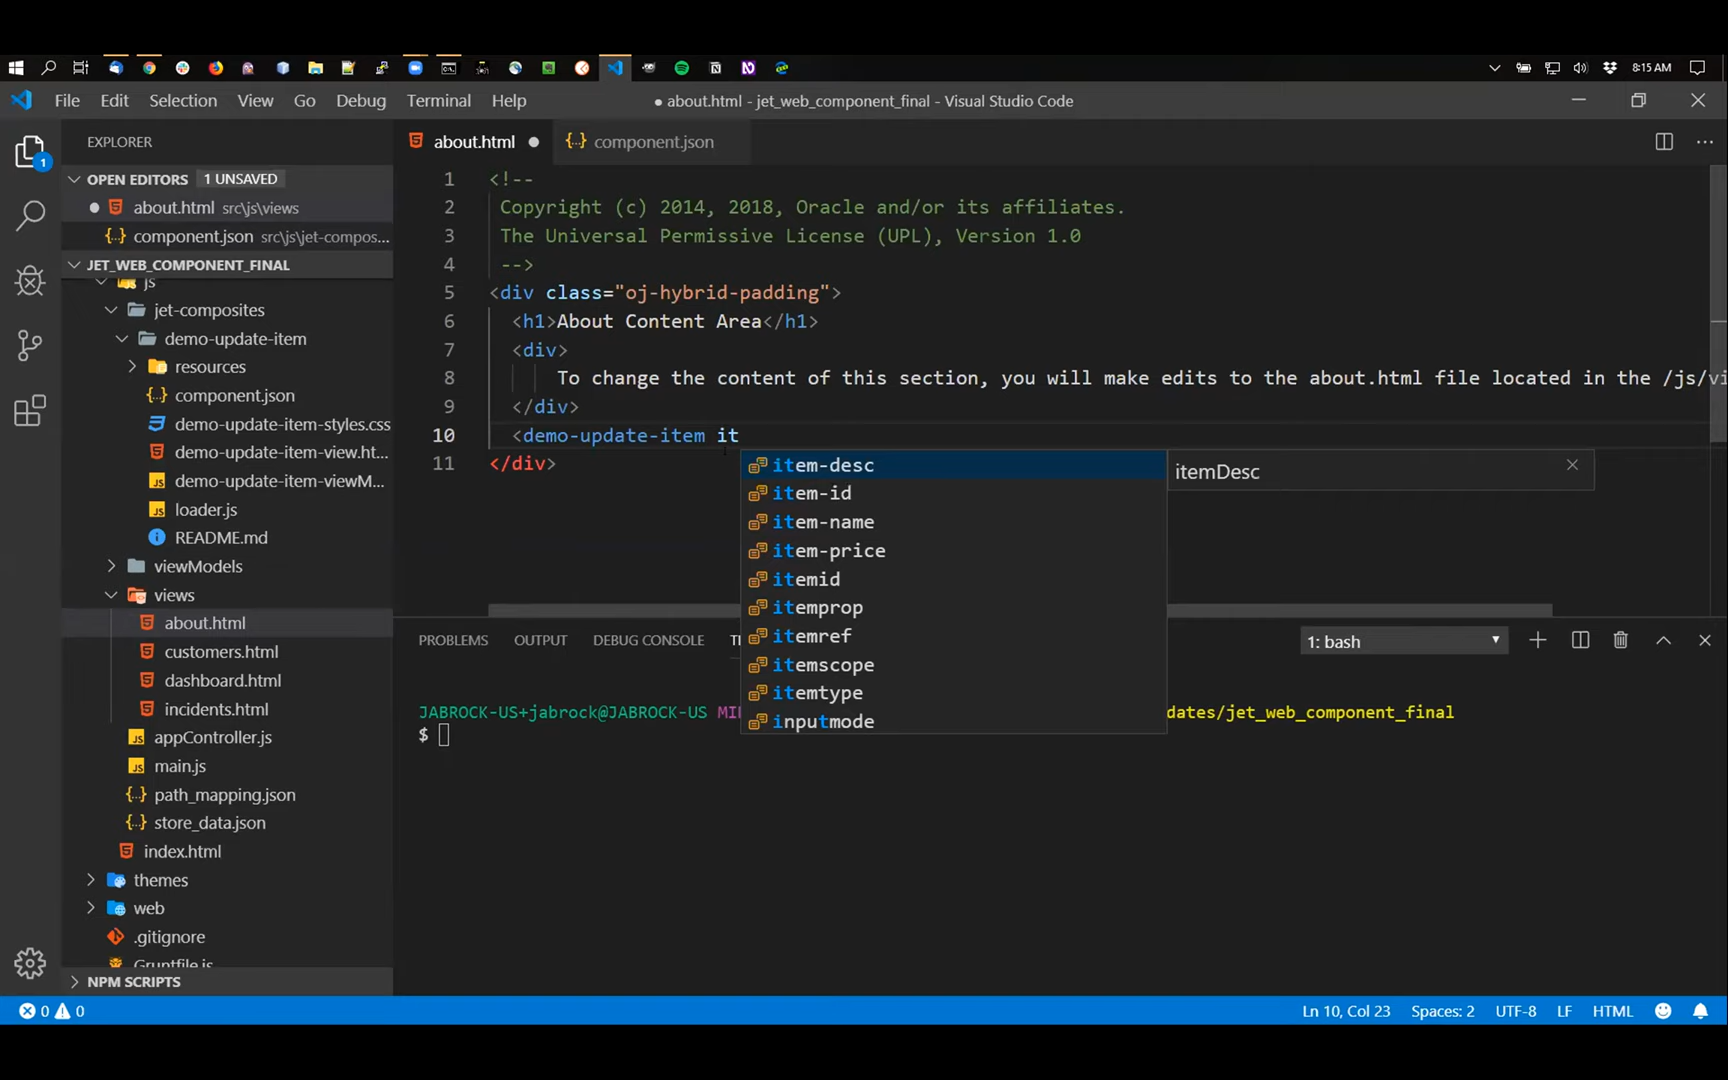 8:15 AM
File Edit Selection View Go Debug Terminal Help
● about.html - jet_web_component_final - Visual Studio Code
EXPLORER
about.html ●
{} component.json
OPEN EDITORS 1 UNSAVED
● about.html src\js\views
{} component.json src\js\jet-compos...
JET_WEB_COMPONENT_FINAL
js
jet-composites
demo-update-item
resources
{} component.json
demo-update-item-styles.css
demo-update-item-view.ht...
JS demo-update-item-viewM...
JS loader.js
README.md
viewModels
views
about.html
customers.html
dashboard.html
incidents.html
JS appController.js
JS main.js
{} path_mapping.json
{} store_data.json
index.html
themes
web
.gitignore
Gruntfile.js
NPM SCRIPTS
1 <!--
2 Copyright (c) 2014, 2018, Oracle and/or its affiliates.
3 The Universal Permissive License (UPL), Version 1.0
4 -->
5 <div class="oj-hybrid-padding">
6 <h1>About Content Area</h1>
7 <div>
8 To change the content of this section, you will make edits to the about.html file located in the /js/vi
9 </div>
10 <demo-update-item it
11 </div>
item-desc
itemDesc
item-id
item-name
item-price
itemid
itemprop
itemref
itemscope
itemtype
inputmode
PROBLEMS OUTPUT DEBUG CONSOLE
1: bash
JABROCK-US+jabrock@JABROCK-US MI
dates/jet_web_component_final
$
0 0
Ln 10, Col 23 Spaces: 2 UTF-8 LF HTML